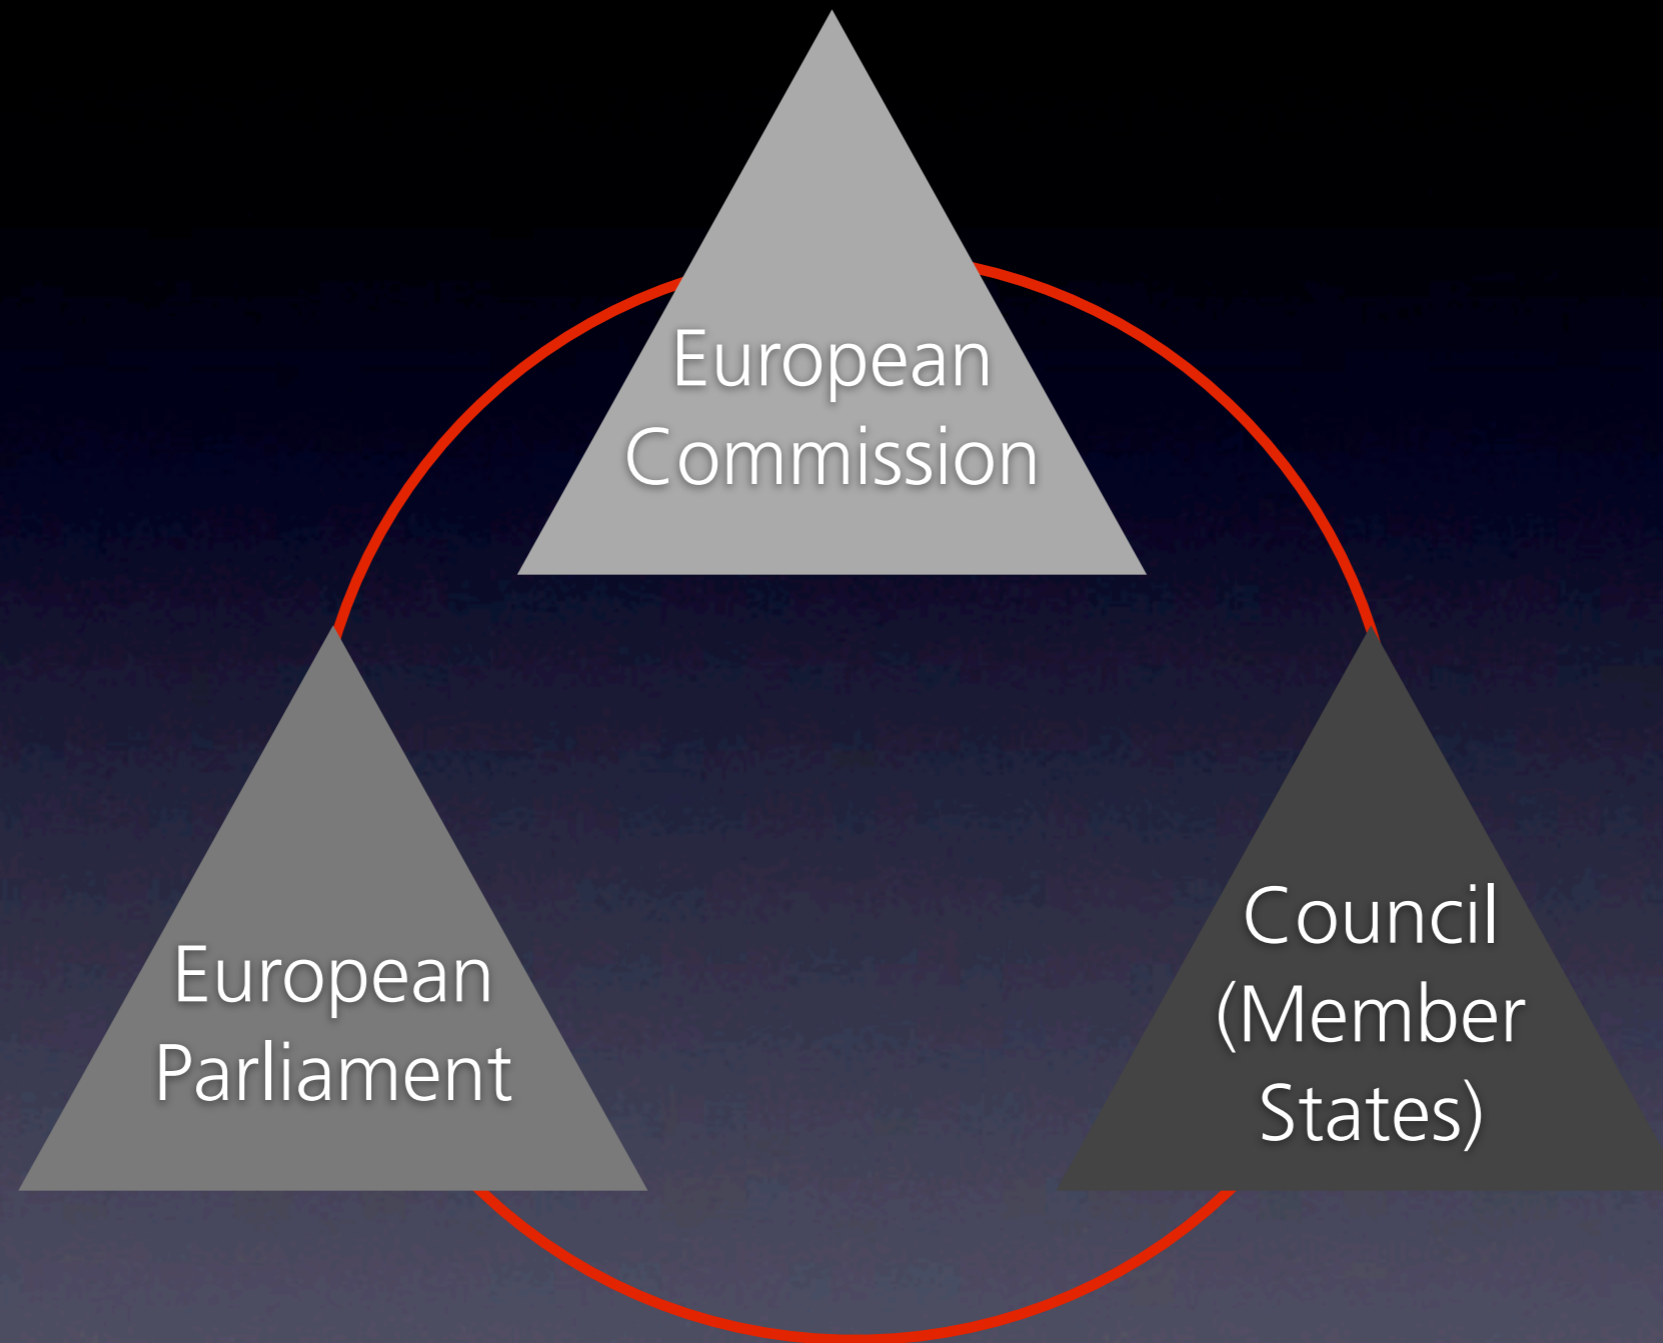 European
Commission
European
Parliament
Council
(Member
States)